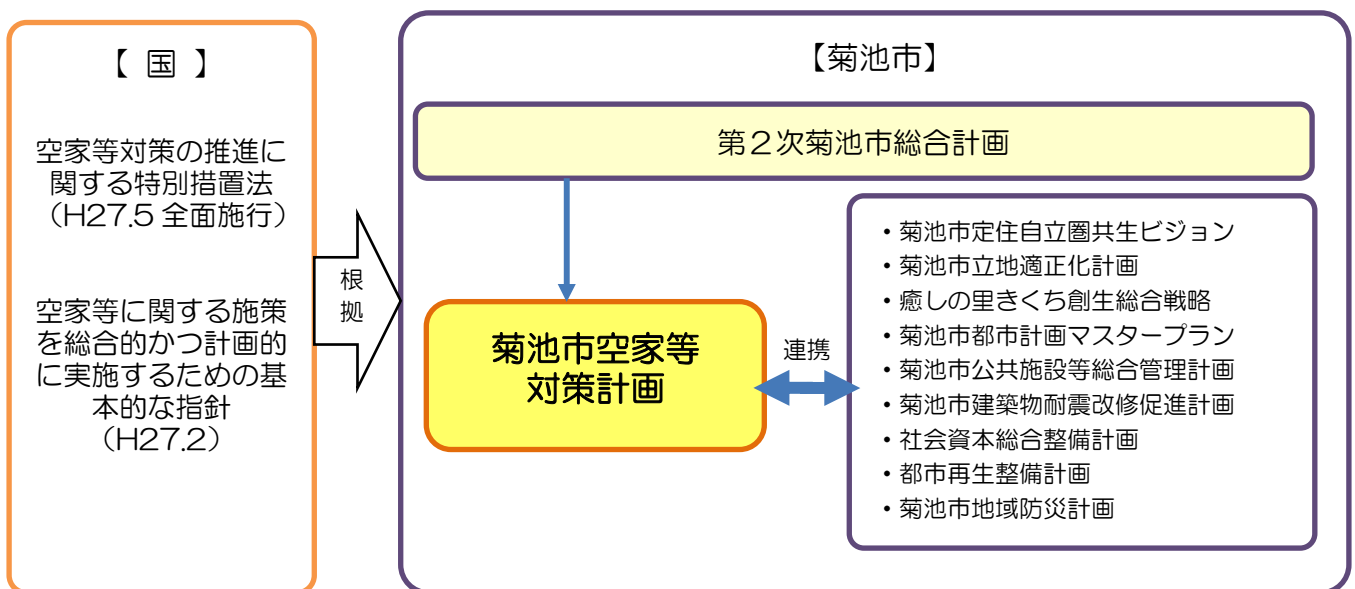 【 国 】
空家等対策の推進に
関する特別措置法
（H27.5 全面施行）
空家等に関する施策
を総合的かつ計画的
に実施するための基
本的な指針
（H27.2）
根
拠
【菊池市】
第２次菊池市総合計画
菊池市空家等
対策計画
連携
・菊池市定住自立圏共生ビジョン
・菊池市立地適正化計画
・癒しの里きくち創生総合戦略
・菊池市都市計画マスタープラン
・菊池市公共施設等総合管理計画
・菊池市建築物耐震改修促進計画
・社会資本総合整備計画
・都市再生整備計画
・菊池市地域防災計画